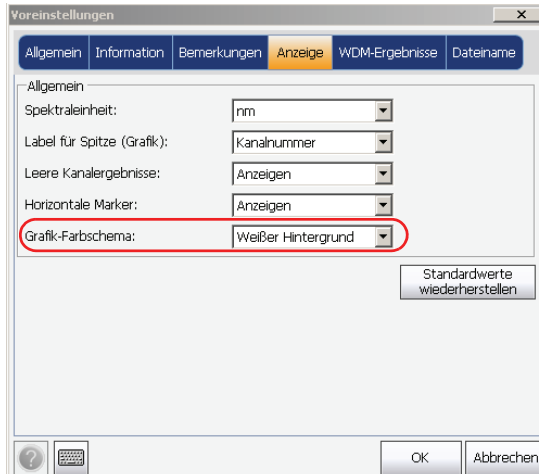 Voreinstellungen
x
Allgemein Information Bemerkungen Anzeige WDM-Ergebnisse Dateiname
Allgemein
Spektraleinheit: nm
Label für Spitze (Grafik): Kanalnummer
Leere Kanalergebnisse: Anzeigen
Horizontale Marker: Anzeigen
Grafik-Farbschema: Weißer Hintergrund
Standardwerte
wiederherstellen
?
OK Abbrechen